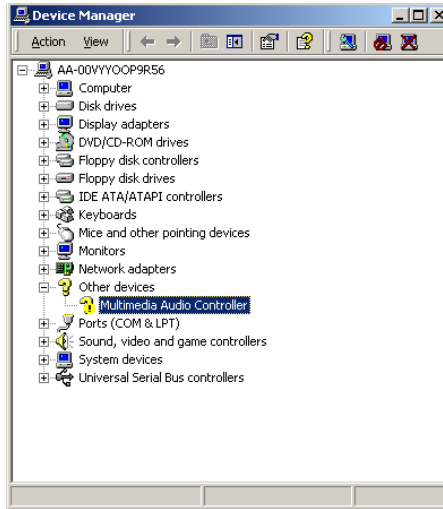 Device Manager
Action View
AA-00VYYOOP9R56
Computer
Disk drives
Display adapters
DVD/CD-ROM drives
Floppy disk controllers
Floppy disk drives
IDE ATA/ATAPI controllers
Keyboards
Mice and other pointing devices
Monitors
Network adapters
Other devices
Multimedia Audio Controller
Ports (COM & LPT)
Sound, video and game controllers
System devices
Universal Serial Bus controllers